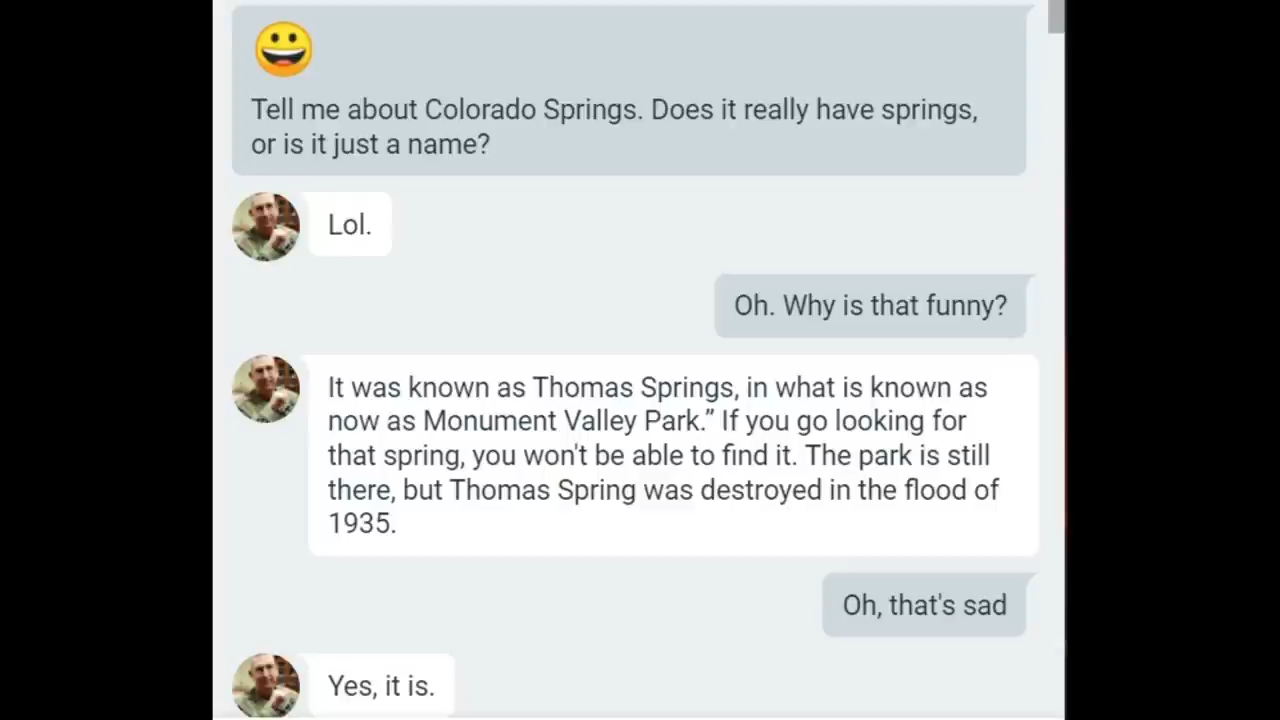 😀
Tell me about Colorado Springs. Does it really have springs,
or is it just a name?
Lol.
Oh. Why is that funny?
It was known as Thomas Springs, in what is known as
now as Monument Valley Park.” If you go looking for
that spring, you won't be able to find it. The park is still
there, but Thomas Spring was destroyed in the flood of
1935.
Oh, that's sad
Yes, it is.